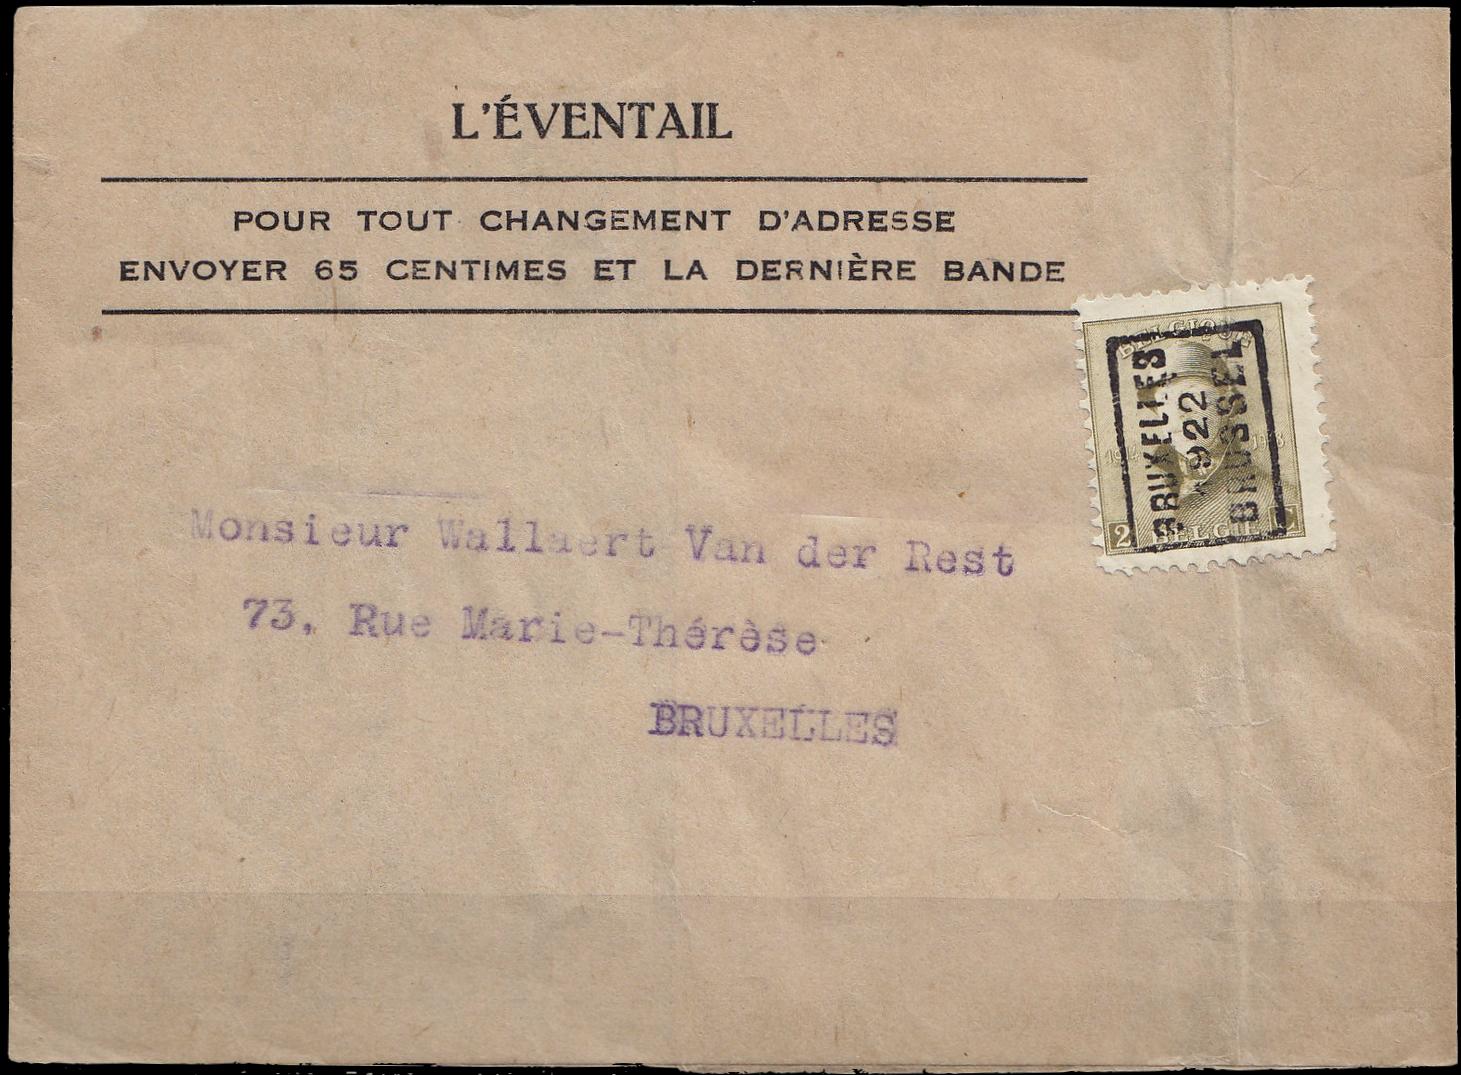 L'ÉVENTAIL
POUR TOUT CHANGEMENT D'ADRESSE
ENVOYER 65 CENTIMES ET LA DERNIÈRE BANDE
BELGIQUE
BRUXELLES
1922
BRUSSEL
2
BELGIË
Monsieur Wallaert Van der Rest
73, Rue Marie-Thérèse
BRUXELLES